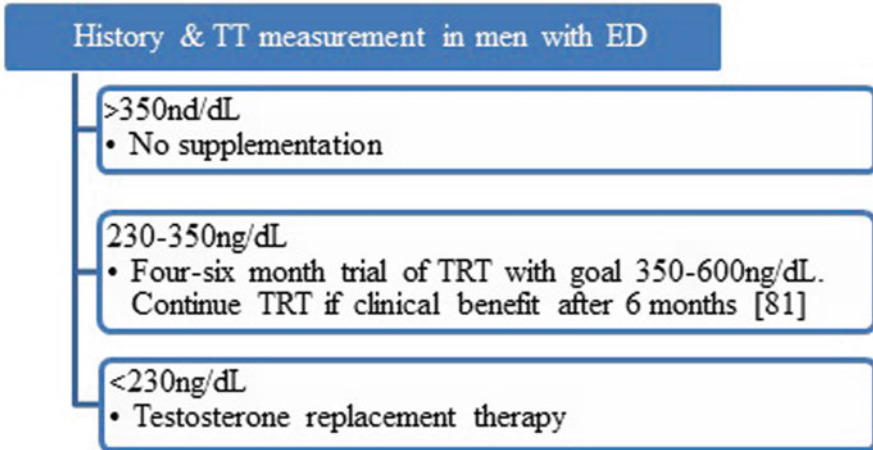 History & TT measurement in men with ED
>350nd/dL
• No supplementation
230-350ng/dL
• Four-six month trial of TRT with goal 350-600ng/dL.
Continue TRT if clinical benefit after 6 months [81]
<230ng/dL
• Testosterone replacement therapy